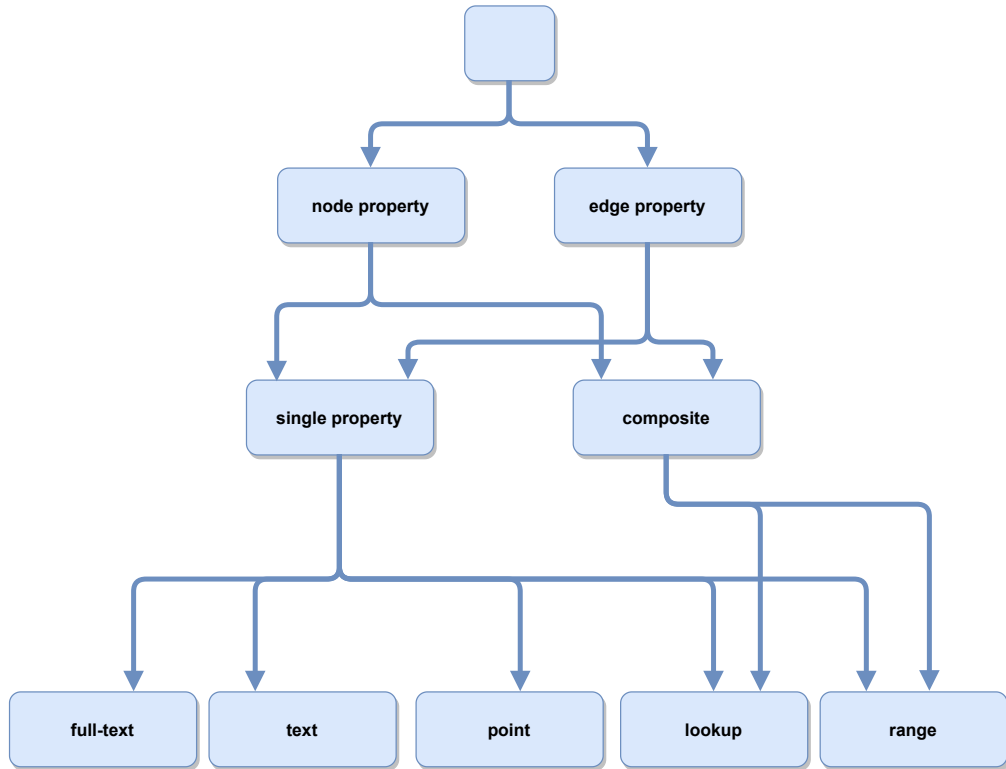 node property
edge property
single property
composite
full-text
text
point
lookup
range